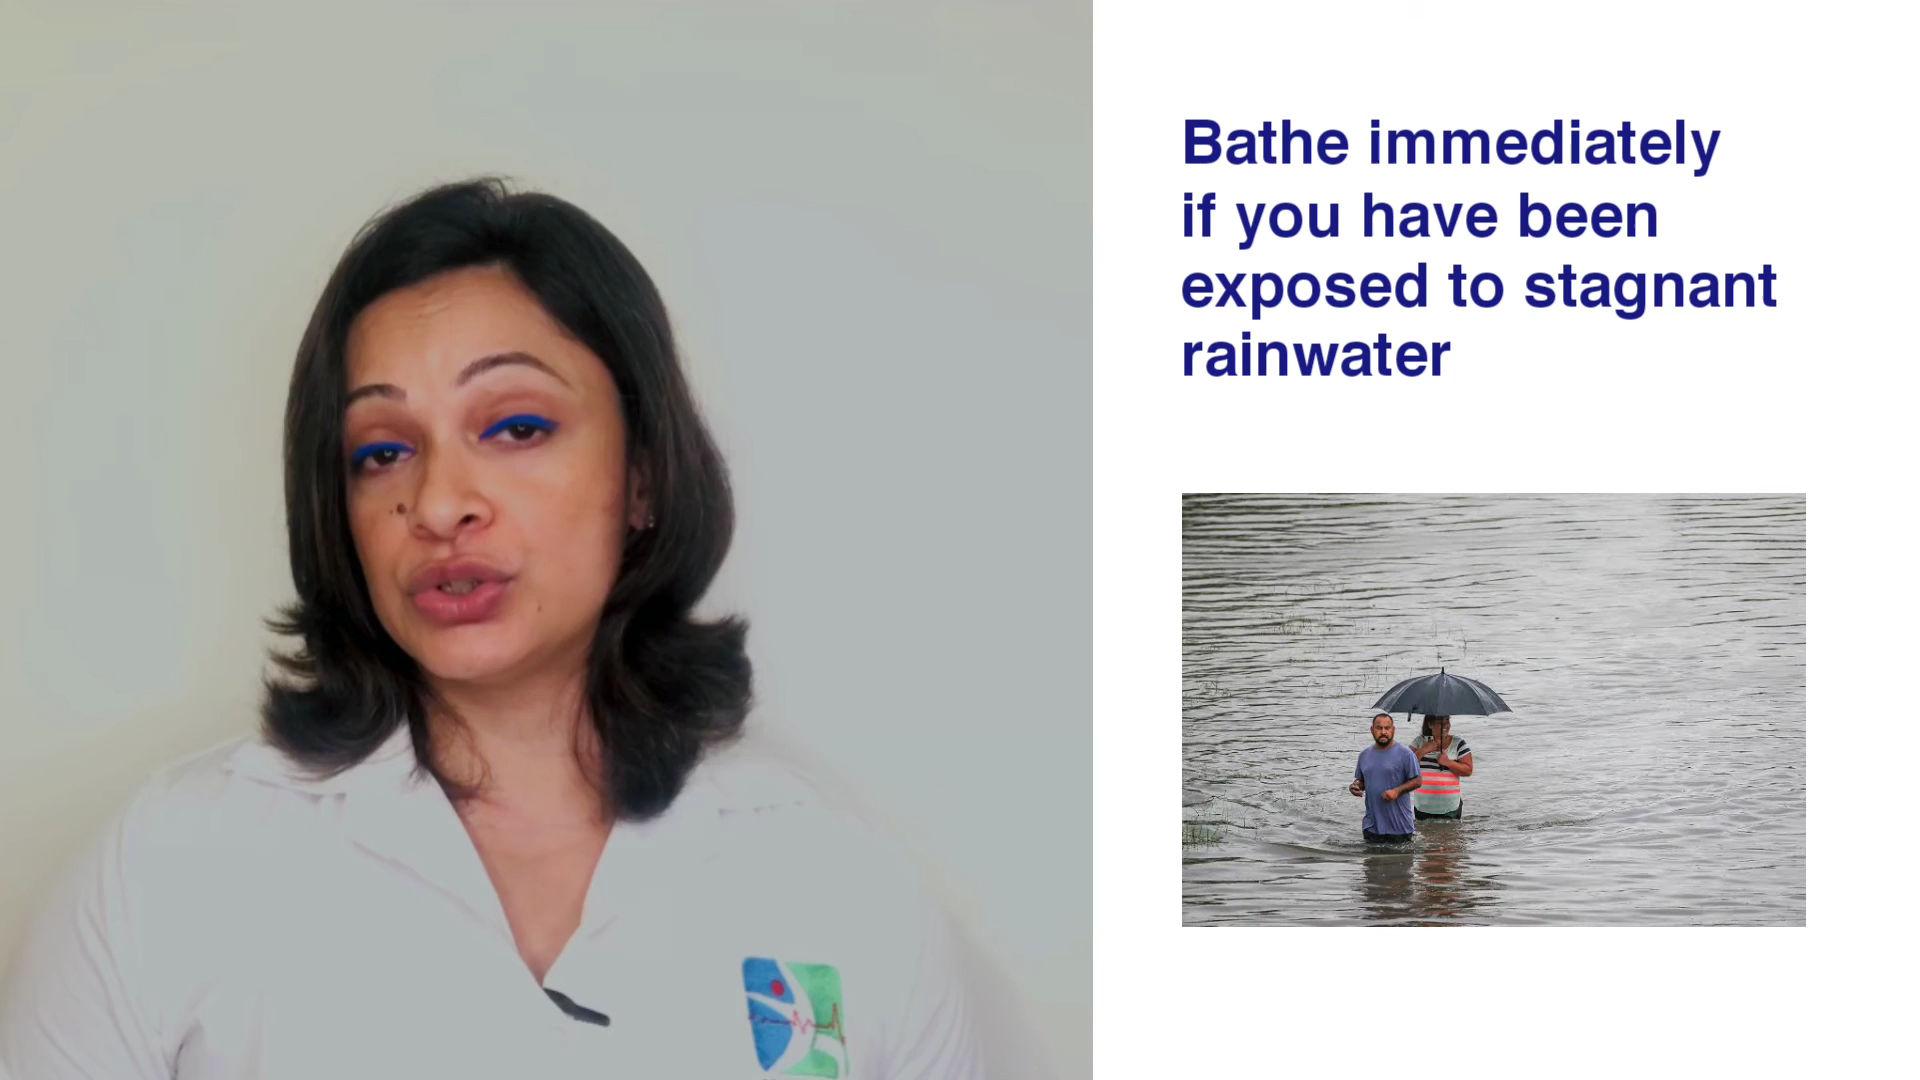 Bathe immediately
if you have been
exposed to stagnant
rainwater